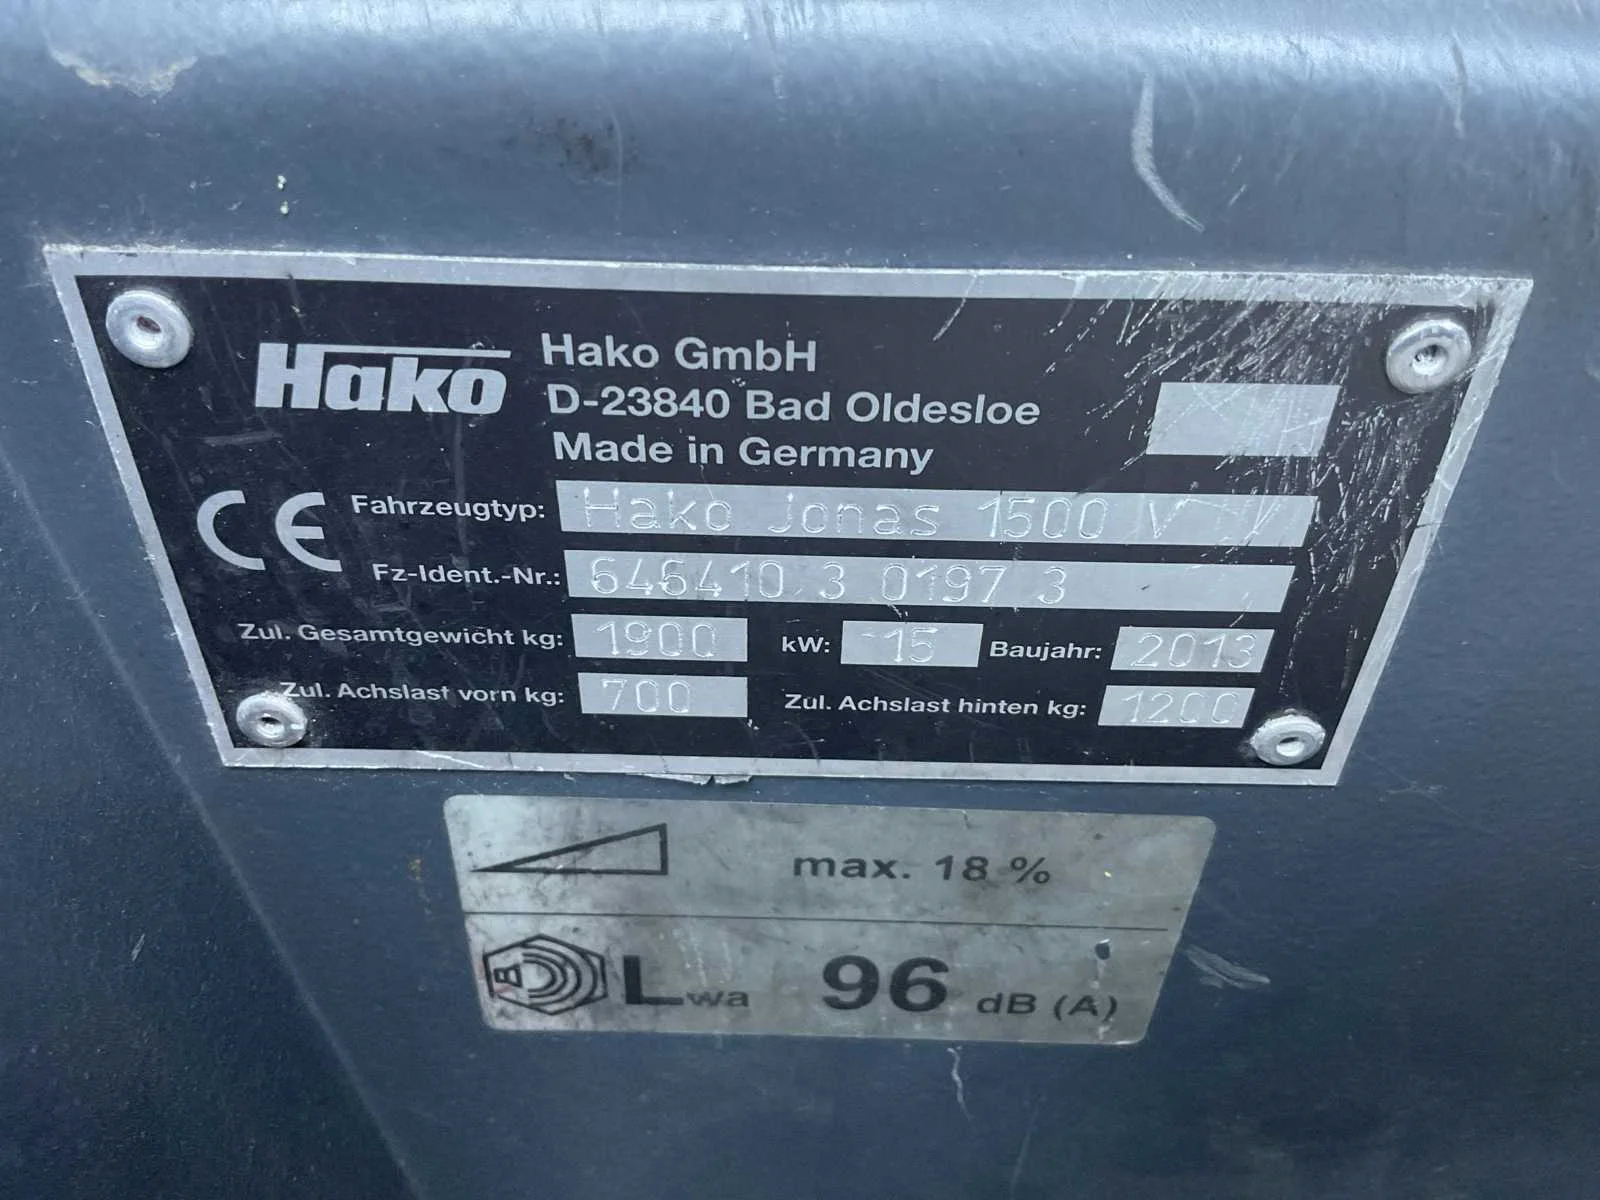 Hako
Hako GmbH
D-23840 Bad Oldesloe
Made in Germany
CE
Fahrzeugtyp: Hako Jonas 1500 V
Fz-Ident.-Nr.: 646410 3 0197 3
Zul. Gesamtgewicht kg: 1900 kW: 15 Baujahr: 2013
Zul. Achslast vorn kg: 700 Zul. Achslast hinten kg: 1200
max. 18 %
LWA 96 dB (A)